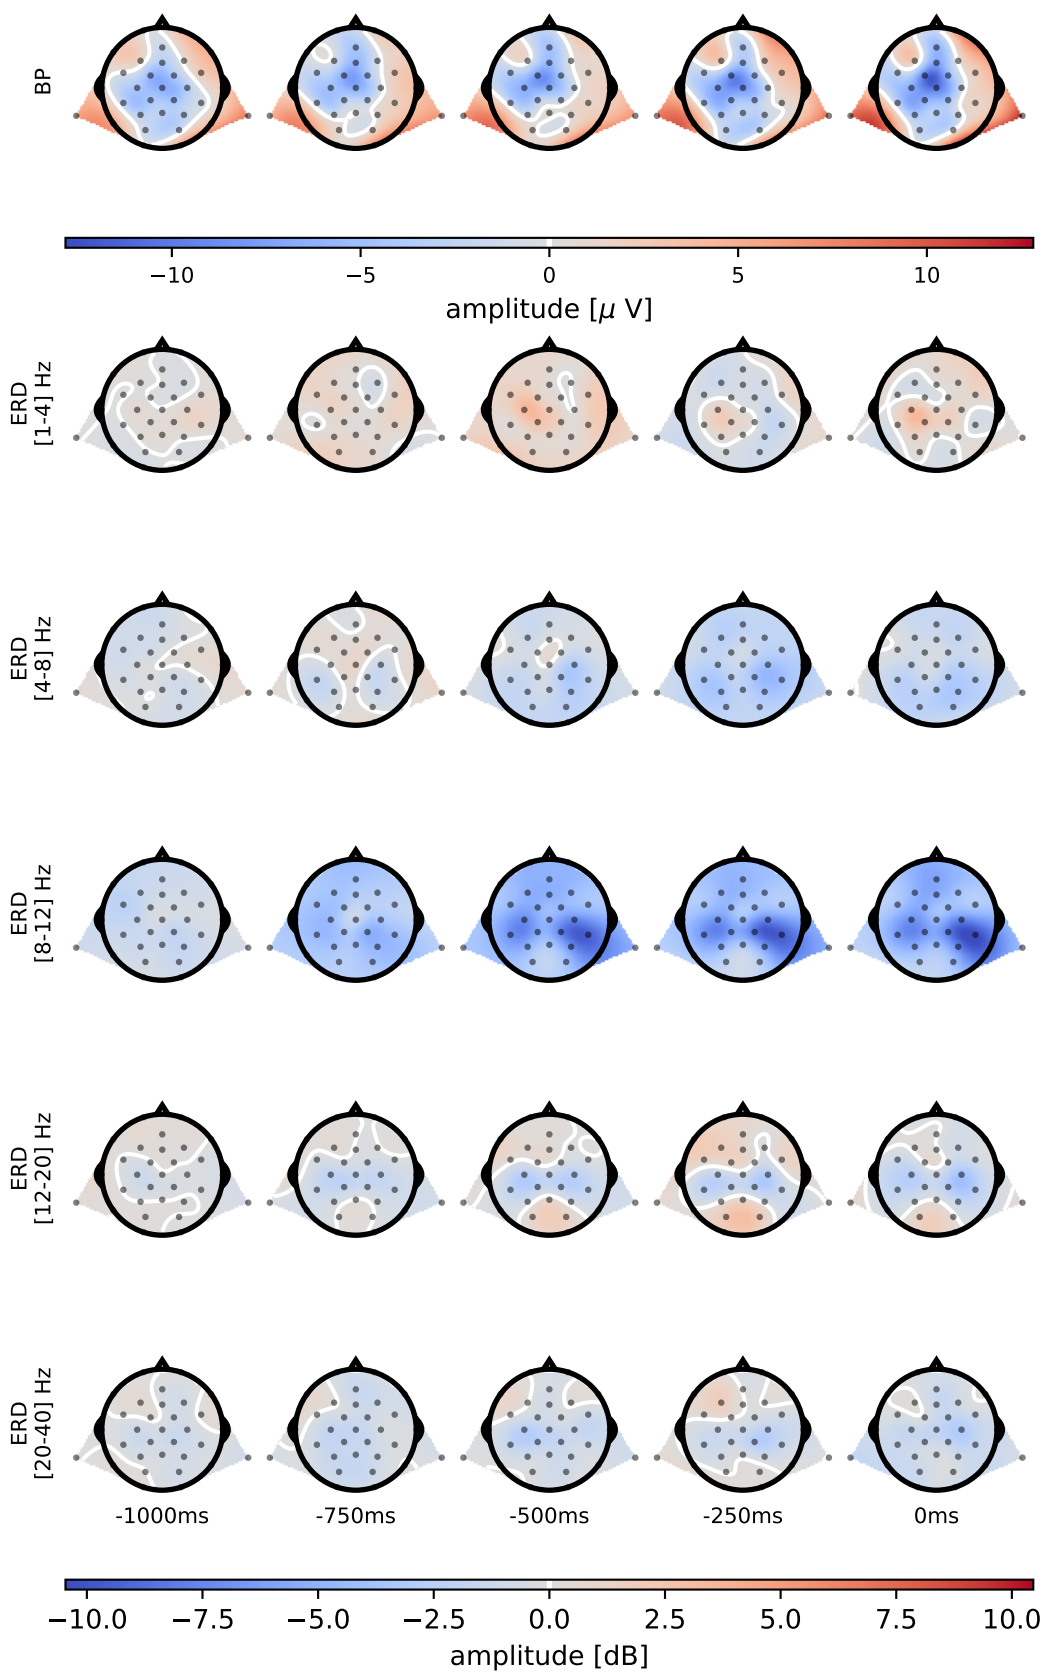 BP
−10 −5 0 5 10
amplitude [μ V]
ERD
[1-4] Hz
ERD
[4-8] Hz
ERD
[8-12] Hz
ERD
[12-20] Hz
ERD
[20-40] Hz
-1000ms -750ms -500ms -250ms 0ms
−10.0 −7.5 −5.0 −2.5 0.0 2.5 5.0 7.5 10.0
amplitude [dB]